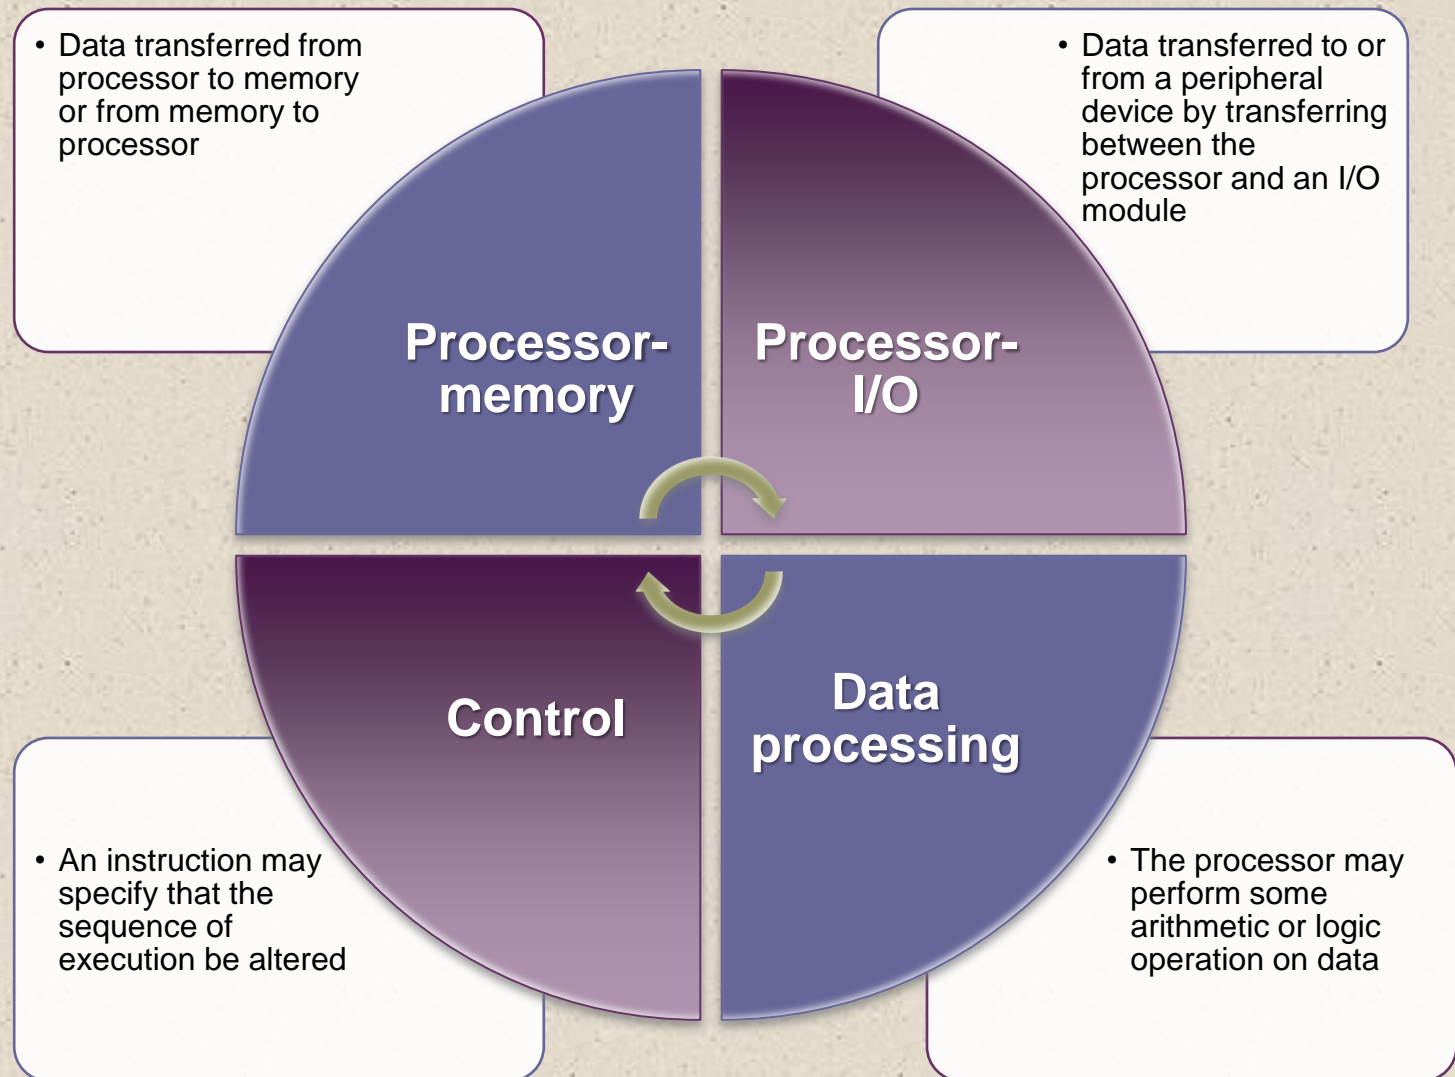 • Data transferred from
processor to memory
or from memory to
processor
• Data transferred to or
from a peripheral
device by transferring
between the
processor and an I/O
module
Processor-
memory
Processor-
I/O
Control
Data
processing
• An instruction may
specify that the
sequence of
execution be altered
• The processor may
perform some
arithmetic or logic
operation on data